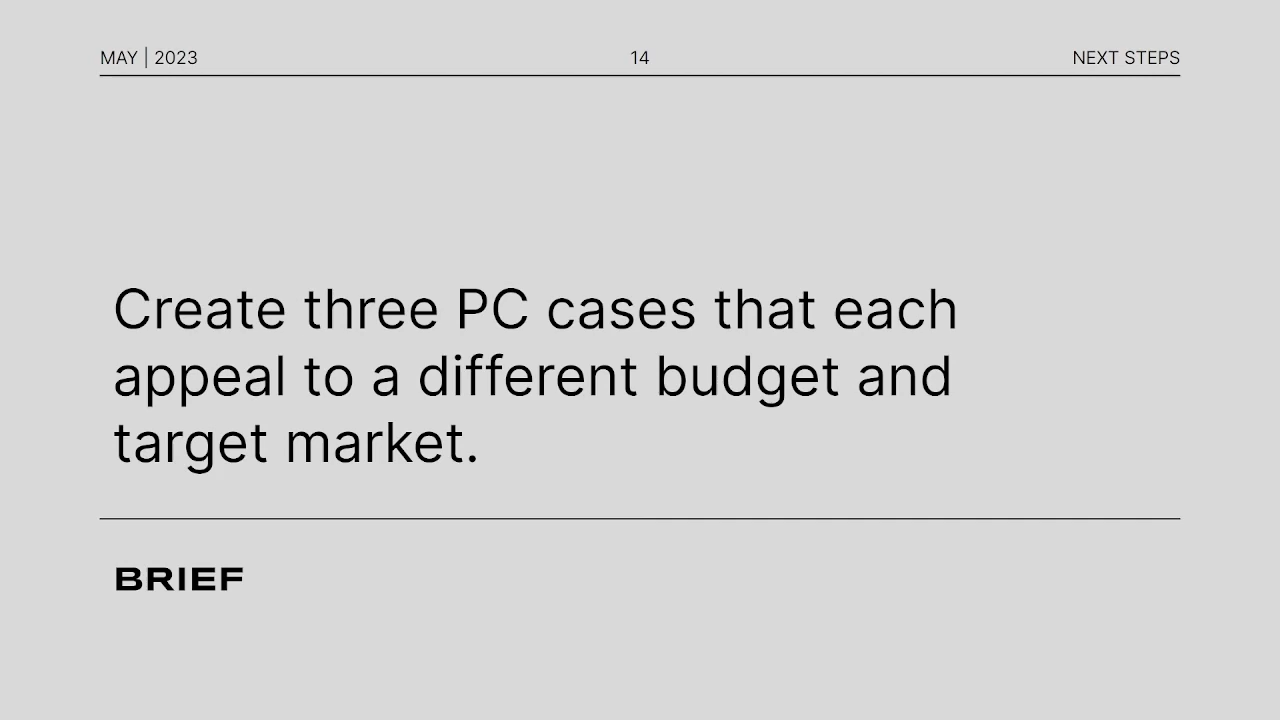 MAY | 2023
14
NEXT STEPS
Create three PC cases that each
appeal to a different budget and
target market.
BRIEF